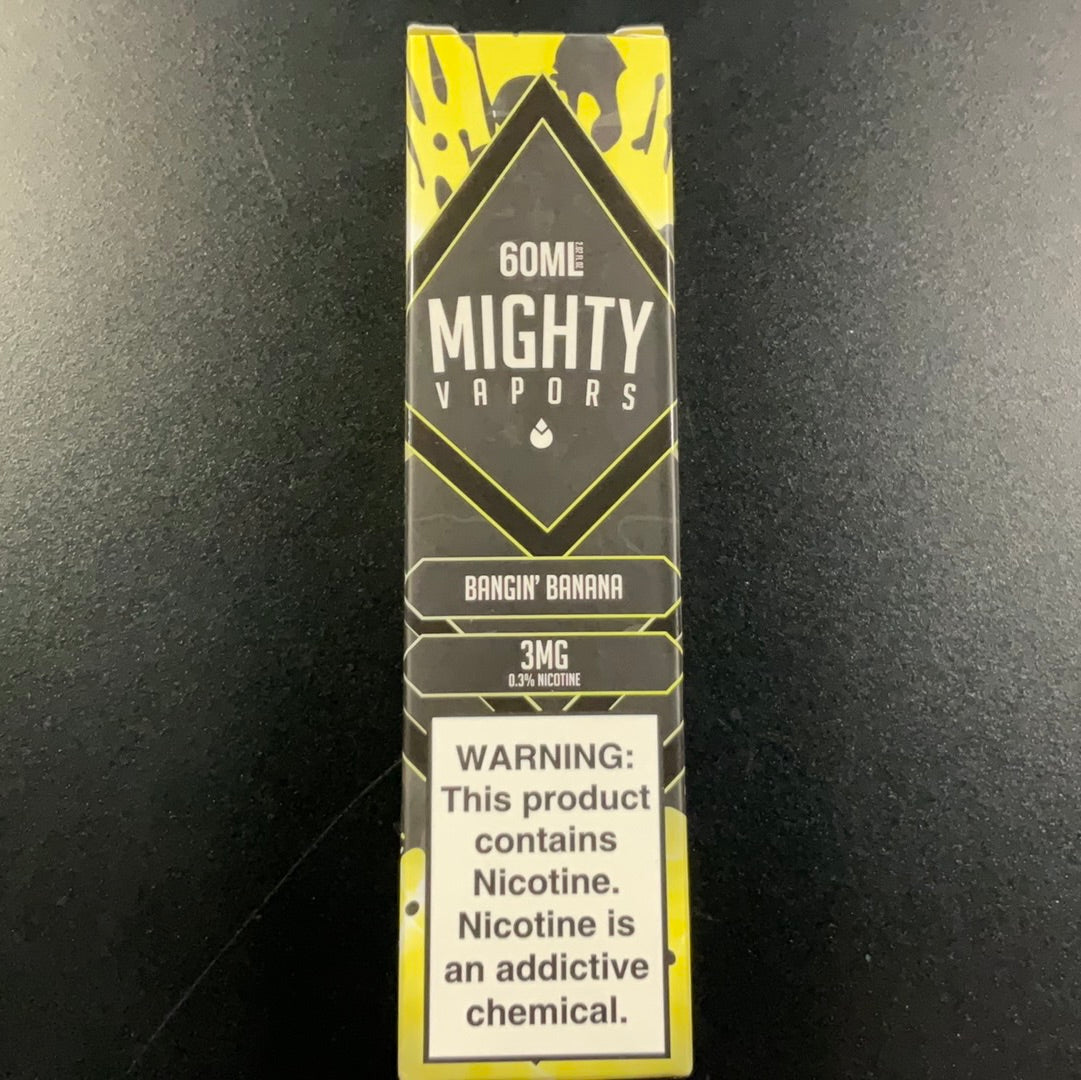 60ML
MIGHTY
VAPORS
BANGIN' BANANA
3MG
0.3% NICOTINE
WARNING:
This product
contains
Nicotine.
Nicotine is
an addictive
chemical.